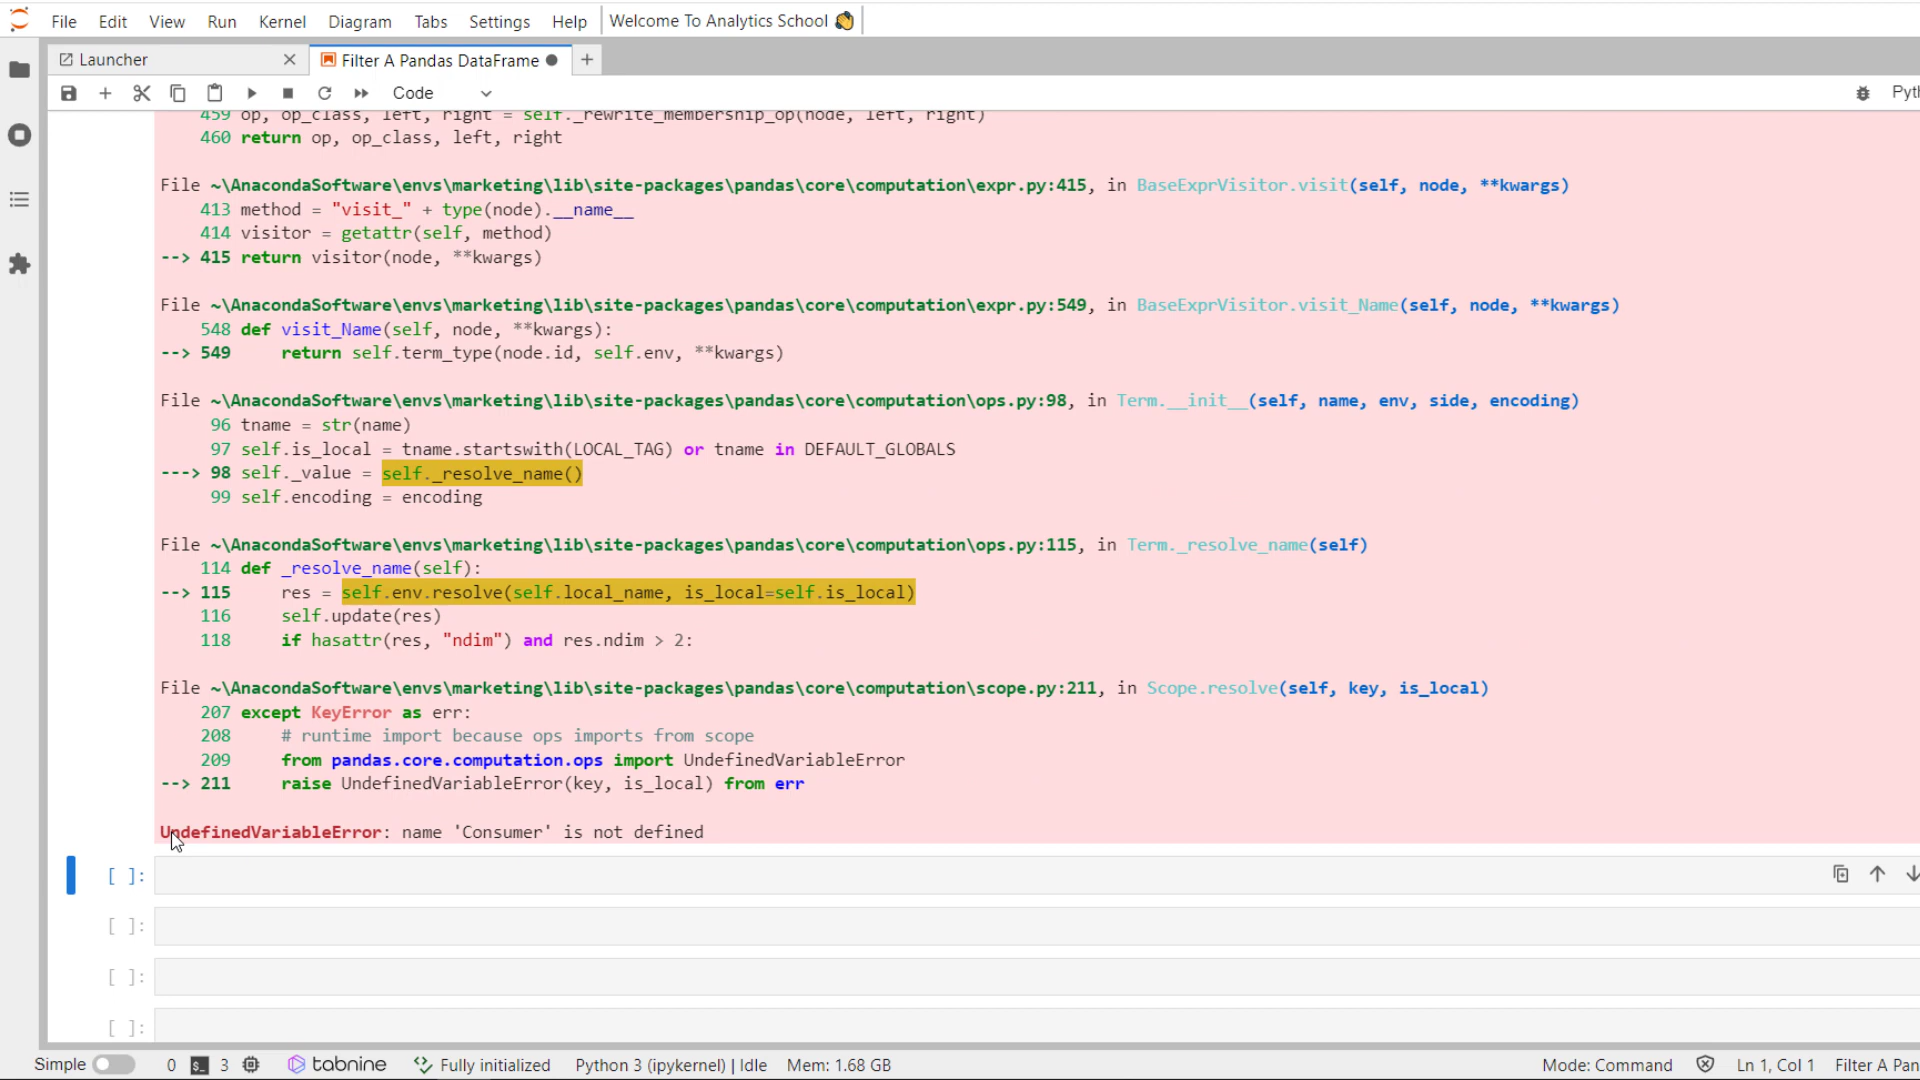 File Edit View Run Kernel Diagram Tabs Settings Help Welcome To Analytics School
Launcher Filter A Pandas DataFrame
Code Pyth
459 op, op_class, left, right = self._rewrite_membership_op(node, left, right)
460 return op, op_class, left, right
File ~\AnacondaSoftware\envs\marketing\lib\site-packages\pandas\core\computation\expr.py:415, in BaseExprVisitor.visit(self, node, **kwargs)
413 method = "visit_" + type(node).__name__
414 visitor = getattr(self, method)
--> 415 return visitor(node, **kwargs)
File ~\AnacondaSoftware\envs\marketing\lib\site-packages\pandas\core\computation\expr.py:549, in BaseExprVisitor.visit_Name(self, node, **kwargs)
548 def visit_Name(self, node, **kwargs):
--> 549     return self.term_type(node.id, self.env, **kwargs)
File ~\AnacondaSoftware\envs\marketing\lib\site-packages\pandas\core\computation\ops.py:98, in Term.__init__(self, name, env, side, encoding)
96 tname = str(name)
97 self.is_local = tname.startswith(LOCAL_TAG) or tname in DEFAULT_GLOBALS
---> 98 self._value = self._resolve_name()
99 self.encoding = encoding
File ~\AnacondaSoftware\envs\marketing\lib\site-packages\pandas\core\computation\ops.py:115, in Term._resolve_name(self)
114 def _resolve_name(self):
--> 115     res = self.env.resolve(self.local_name, is_local=self.is_local)
116     self.update(res)
118     if hasattr(res, "ndim") and res.ndim > 2:
File ~\AnacondaSoftware\envs\marketing\lib\site-packages\pandas\core\computation\scope.py:211, in Scope.resolve(self, key, is_local)
207 except KeyError as err:
208     # runtime import because ops imports from scope
209     from pandas.core.computation.ops import UndefinedVariableError
--> 211     raise UndefinedVariableError(key, is_local) from err
UndefinedVariableError: name 'Consumer' is not defined
[ ]:
[ ]:
[ ]:
[ ]:
Simple 0 $_ 3 tabnine Fully initialized Python 3 (ipykernel) | Idle Mem: 1.68 GB Mode: Command Ln 1, Col 1 Filter A Pan